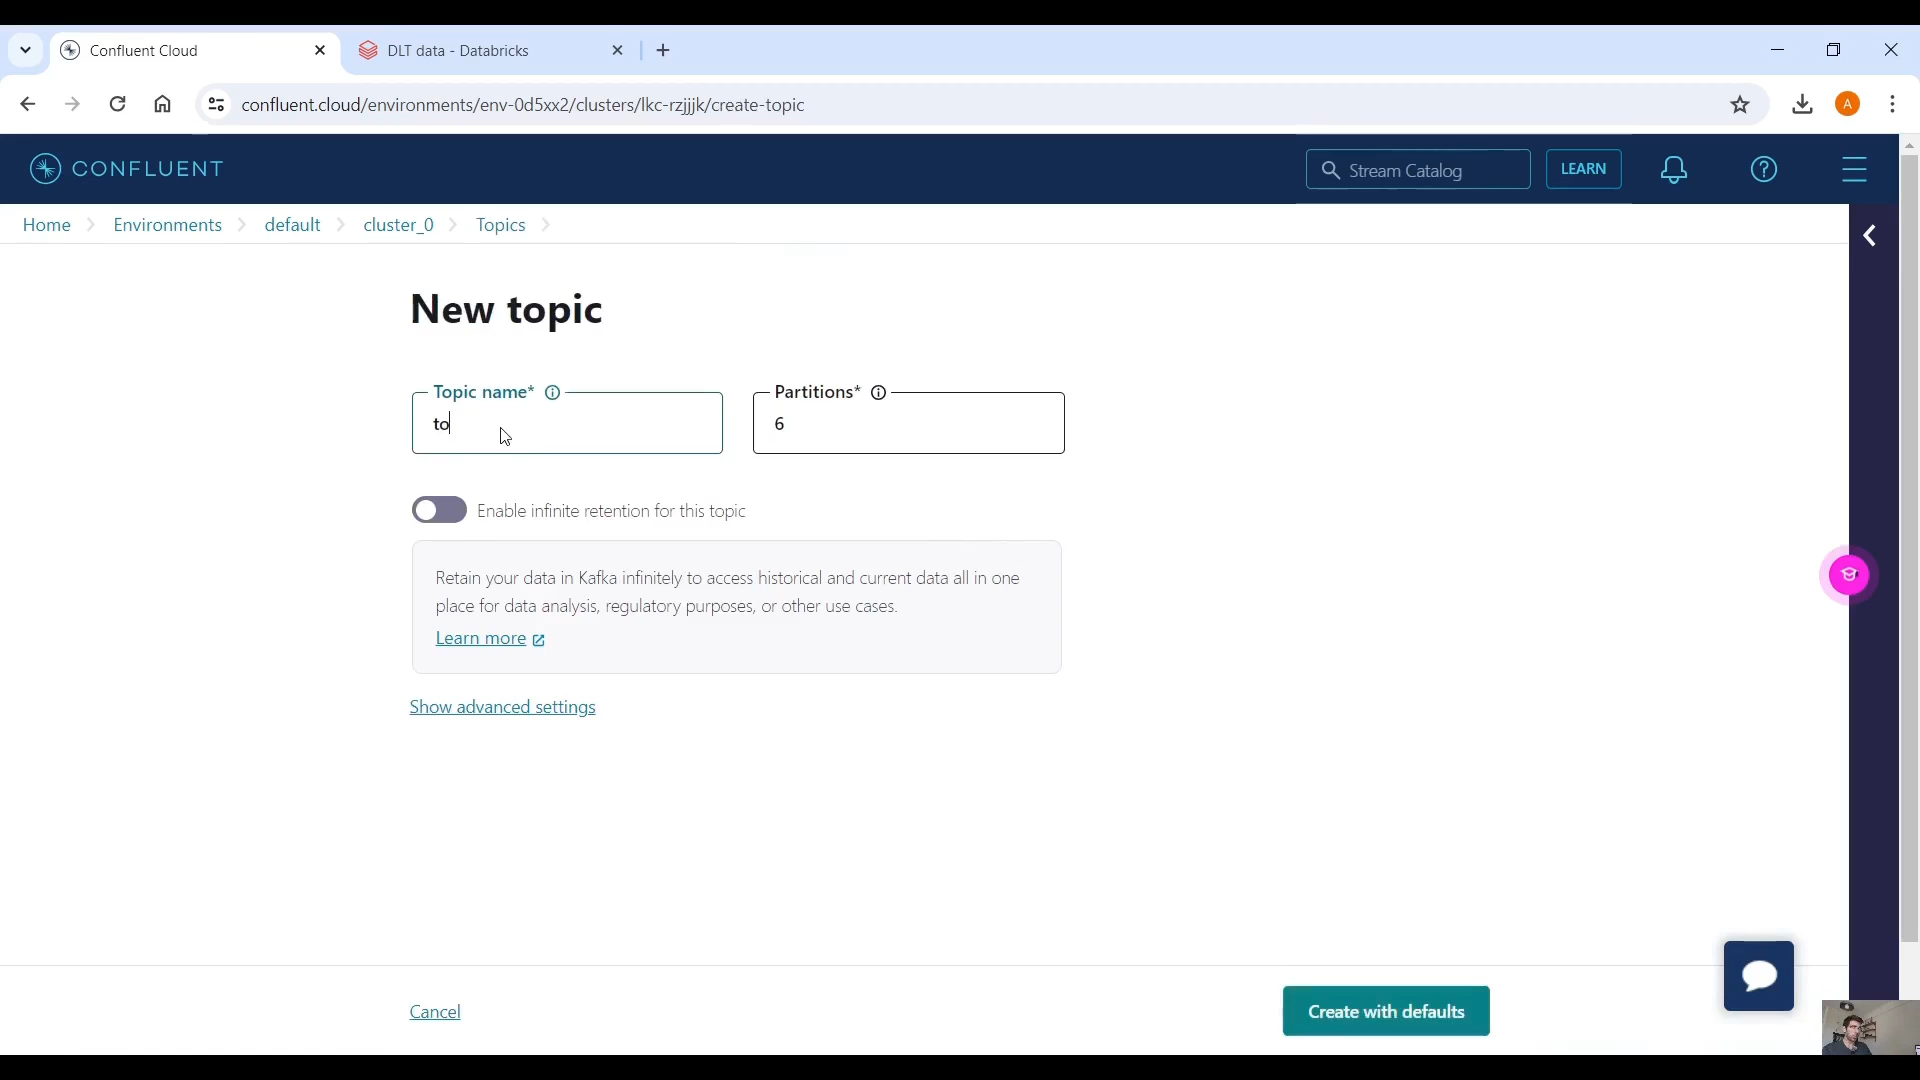 Confluent Cloud
DLT data - Databricks
confluent.cloud/environments/env-0d5xx2/clusters/lkc-rzjjjk/create-topic
A
CONFLUENT
Stream Catalog
LEARN
Home
Environments
default
cluster_0
Topics
New topic
Topic name*
Partitions*
to
6
Enable infinite retention for this topic
Retain your data in Kafka infinitely to access historical and current data all in one
place for data analysis, regulatory purposes, or other use cases.
Learn more
Show advanced settings
Cancel
Create with defaults